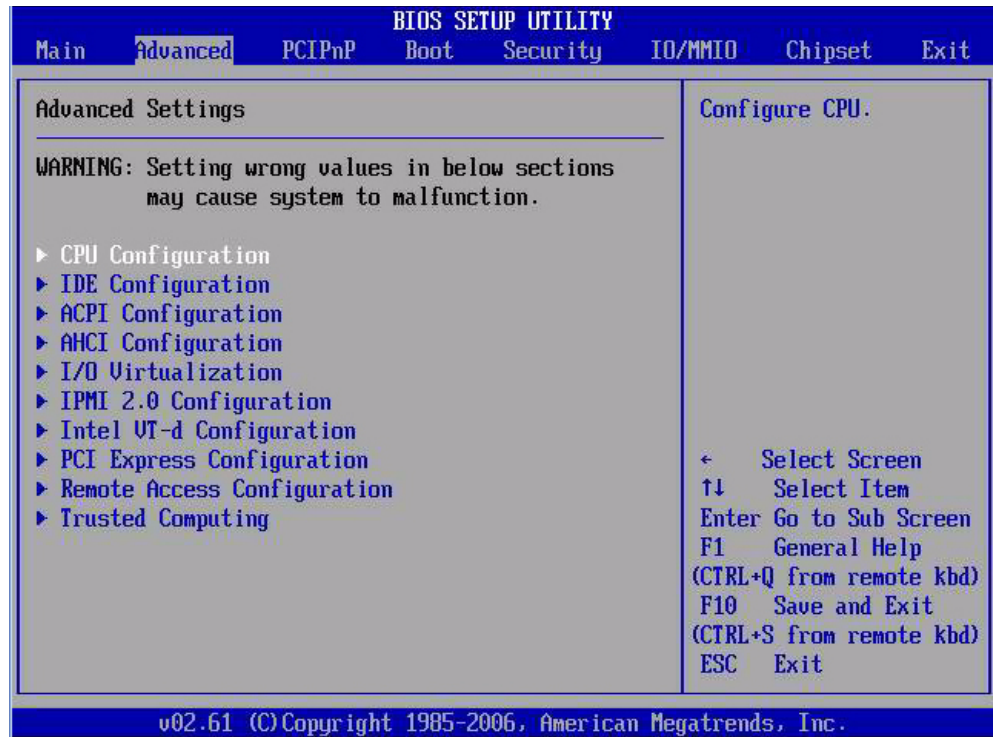 BIOS SETUP UTILITY
Main Advanced PCIPnP Boot Security IO/MMIO Chipset Exit
Advanced Settings
WARNING: Setting wrong values in below sections
may cause system to malfunction.
▶ CPU Configuration
▶ IDE Configuration
▶ ACPI Configuration
▶ AHCI Configuration
▶ I/O Virtualization
▶ IPMI 2.0 Configuration
▶ Intel VT-d Configuration
▶ PCI Express Configuration
▶ Remote Access Configuration
▶ Trusted Computing
Configure CPU.
← Select Screen
↑↓ Select Item
Enter Go to Sub Screen
F1 General Help
(CTRL+Q from remote kbd)
F10 Save and Exit
(CTRL+S from remote kbd)
ESC Exit
v02.61 (C)Copyright 1985-2006, American Megatrends, Inc.